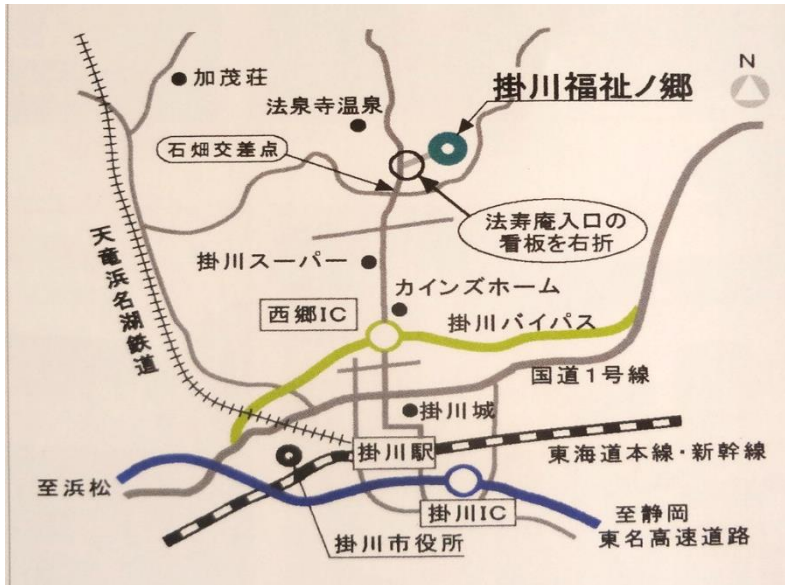 加茂荘
法泉寺温泉
掛川福祉ノ郷
N
石畑交差点
法寿庵入口の
看板を右折
天竜浜名湖鉄道
掛川スーパー
カインズホーム
西郷IC
掛川バイパス
国道1号線
掛川城
掛川駅
東海道本線・新幹線
至浜松
掛川IC
至静岡
東名高速道路
掛川市役所